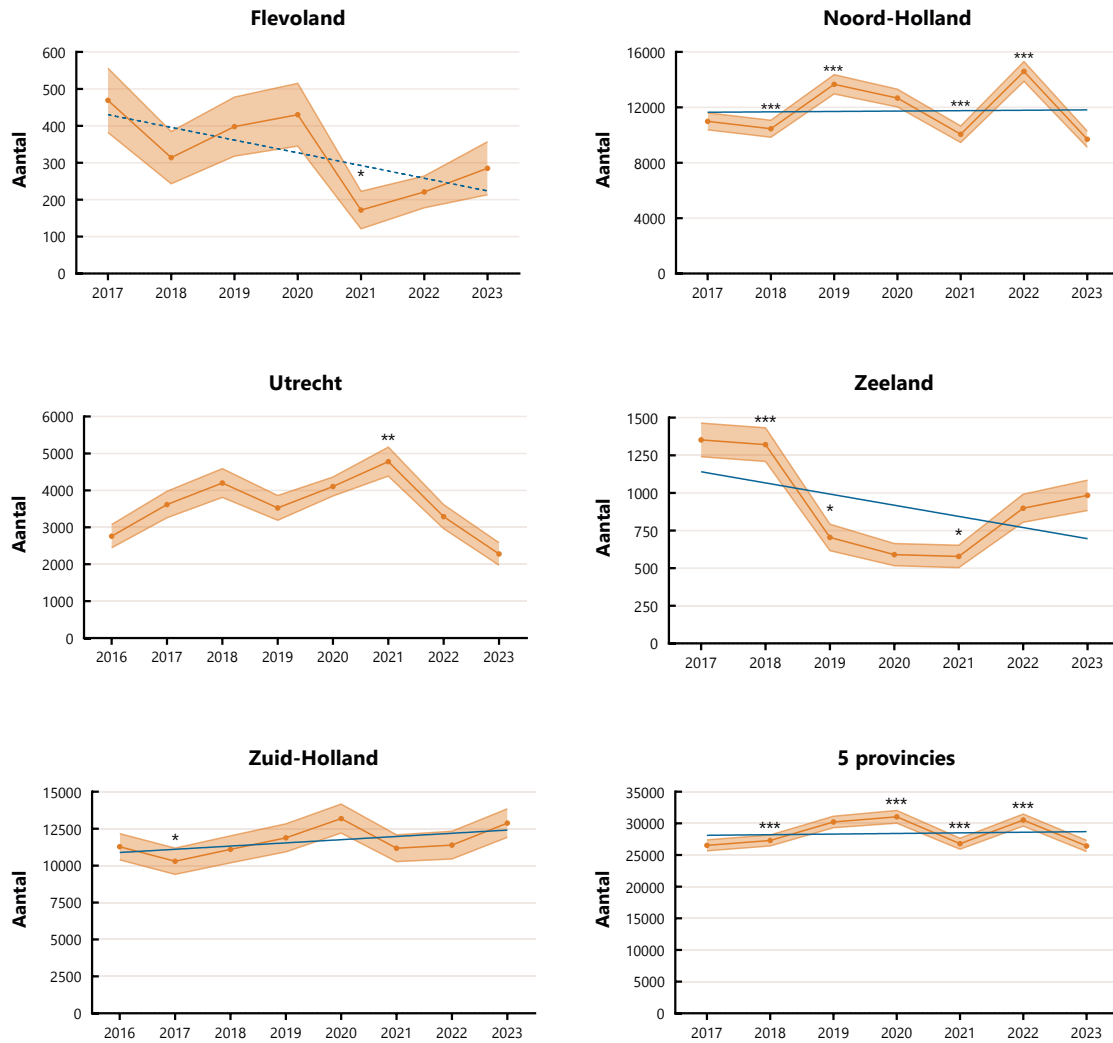 Flevoland
Aantal
600
500
400
300
200
100
0
*
2017 2018 2019 2020 2021 2022 2023
Noord-Holland
Aantal
16000
12000
8000
4000
0
*** *** *** ***
2017 2018 2019 2020 2021 2022 2023
Utrecht
Aantal
6000
5000
4000
3000
2000
1000
0
**
2016 2017 2018 2019 2020 2021 2022 2023
Zeeland
Aantal
1500
1250
1000
750
500
250
0
*** * *
2017 2018 2019 2020 2021 2022 2023
Zuid-Holland
Aantal
15000
12500
10000
7500
5000
2500
0
*
2016 2017 2018 2019 2020 2021 2022 2023
5 provincies
Aantal
35000
30000
25000
20000
15000
10000
5000
0
*** *** *** ***
2017 2018 2019 2020 2021 2022 2023